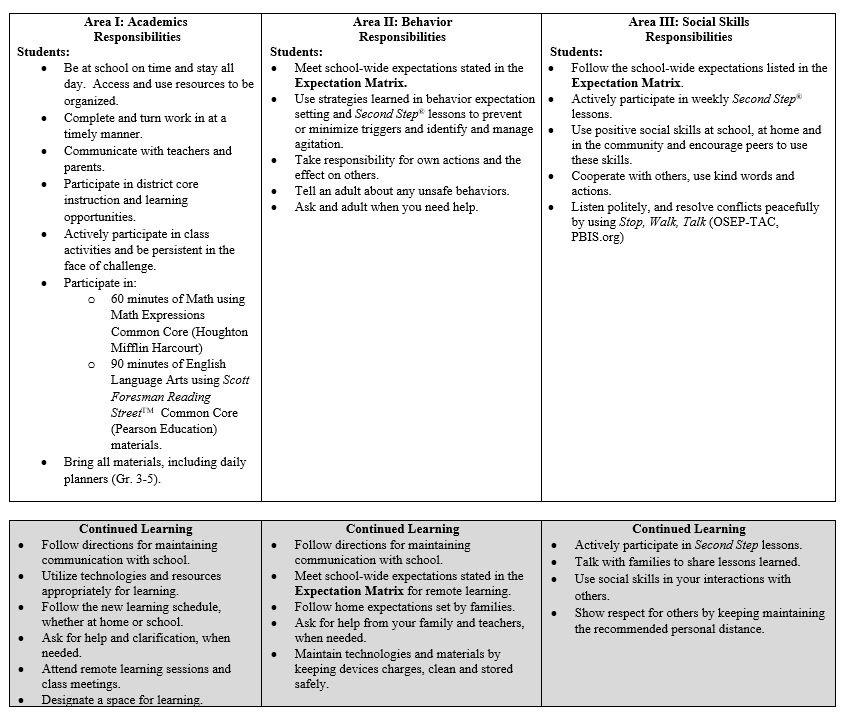 Area I: Academics
Responsibilities
Students:
• Be at school on time and stay all
day.  Access and use resources to be
organized.
• Complete and turn work in at a
timely manner.
• Communicate with teachers and
parents.
• Participate in district core
instruction and learning
opportunities.
• Actively participate in class
activities and be persistent in the
face of challenge.
• Participate in:
o 60 minutes of Math using
Math Expressions
Common Core (Houghton
Mifflin Harcourt)
o 90 minutes of English
Language Arts using Scott
Foresman Reading
Street™ Common Core
(Pearson Education)
materials.
• Bring all materials, including daily
planners (Gr. 3-5).
Area II: Behavior
Responsibilities
Students:
• Meet school-wide expectations stated in the
Expectation Matrix.
• Use strategies learned in behavior expectation
setting and Second Step® lessons to prevent
or minimize triggers and identify and manage
agitation.
• Take responsibility for own actions and the
effect on others.
• Tell an adult about any unsafe behaviors.
• Ask and adult when you need help.
Area III: Social Skills
Responsibilities
Students:
• Follow the school-wide expectations listed in the
Expectation Matrix.
• Actively participate in weekly Second Step®
lessons.
• Use positive social skills at school, at home and
in the community and encourage peers to use
these skills.
• Cooperate with others, use kind words and
actions.
• Listen politely, and resolve conflicts peacefully
by using Stop, Walk, Talk (OSEP-TAC,
PBIS.org)
Continued Learning
• Follow directions for maintaining
communication with school.
• Utilize technologies and resources
appropriately for learning.
• Follow the new learning schedule,
whether at home or school.
• Ask for help and clarification, when
needed.
• Attend remote learning sessions and
class meetings.
• Designate a space for learning.
Continued Learning
• Follow directions for maintaining
communication with school.
• Meet school-wide expectations stated in the
Expectation Matrix for remote learning.
• Follow home expectations set by families.
• Ask for help from your family and teachers,
when needed.
• Maintain technologies and materials by
keeping devices charges, clean and stored
safely.
Continued Learning
• Actively participate in Second Step lessons.
• Talk with families to share lessons learned.
• Use social skills in your interactions with
others.
• Show respect for others by keeping maintaining
the recommended personal distance.